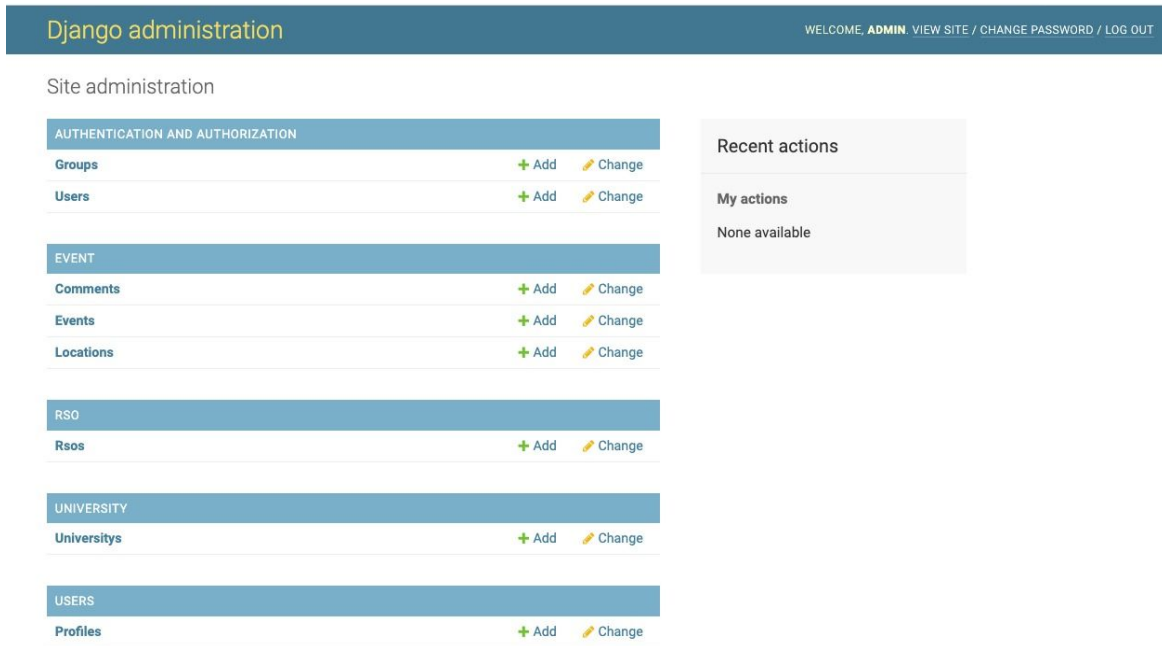 Django administration
WELCOME, ADMIN. VIEW SITE / CHANGE PASSWORD / LOG OUT
Site administration
AUTHENTICATION AND AUTHORIZATION
Groups Add Change
Users Add Change
EVENT
Comments Add Change
Events Add Change
Locations Add Change
RSO
Rsos Add Change
UNIVERSITY
Universitys Add Change
USERS
Profiles Add Change
Recent actions
My actions
None available